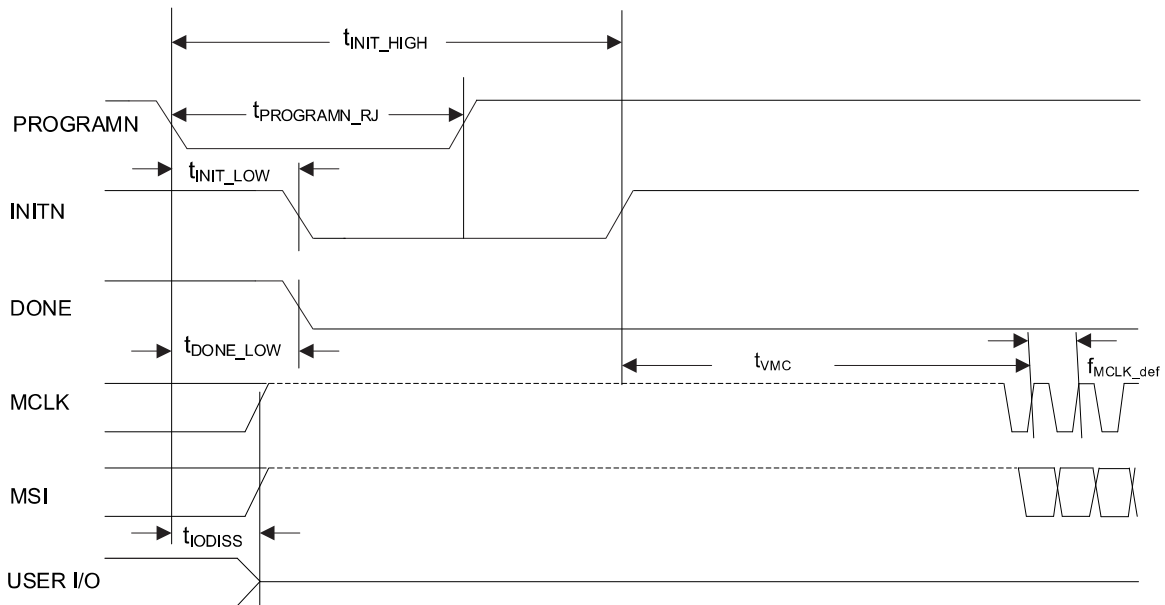 tINIT_HIGH
tPROGRAMN_RJ
PROGRAMN
tINIT_LOW
INITN
DONE
tDONE_LOW
tVMC
fMCLK_def
MCLK
MSI
tIODISS
USER I/O